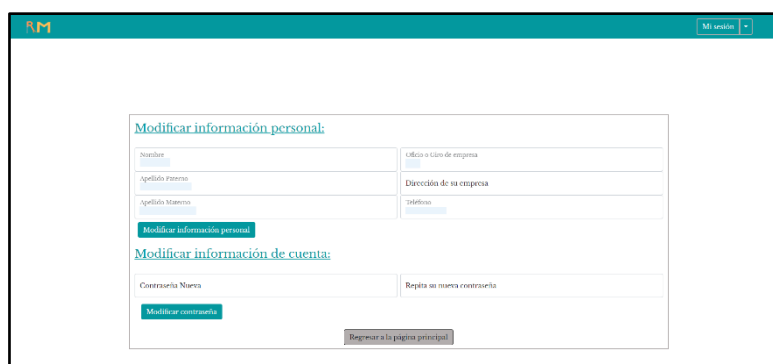 RM
Mi sesión
Modificar información personal:
Nombre
Oficio o Giro de empresa
Apellido Paterno
Dirección de su empresa
Apellido Materno
Teléfono
Modificar información personal
Modificar información de cuenta:
Contraseña Nueva
Repita su nueva contraseña
Modificar contraseña
Regresar a la página principal